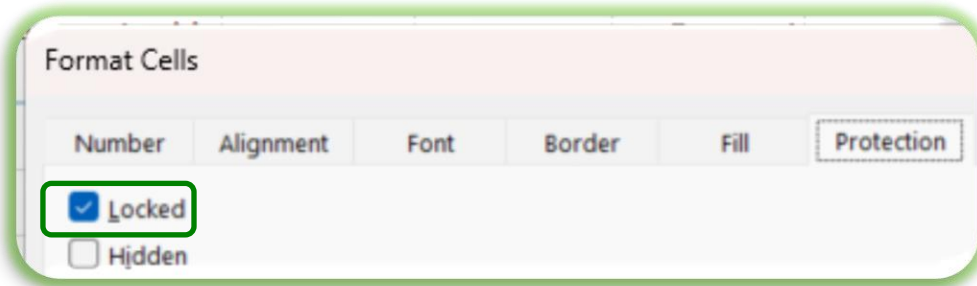 Format Cells
Number Alignment Font Border Fill Protection
Locked
Hidden